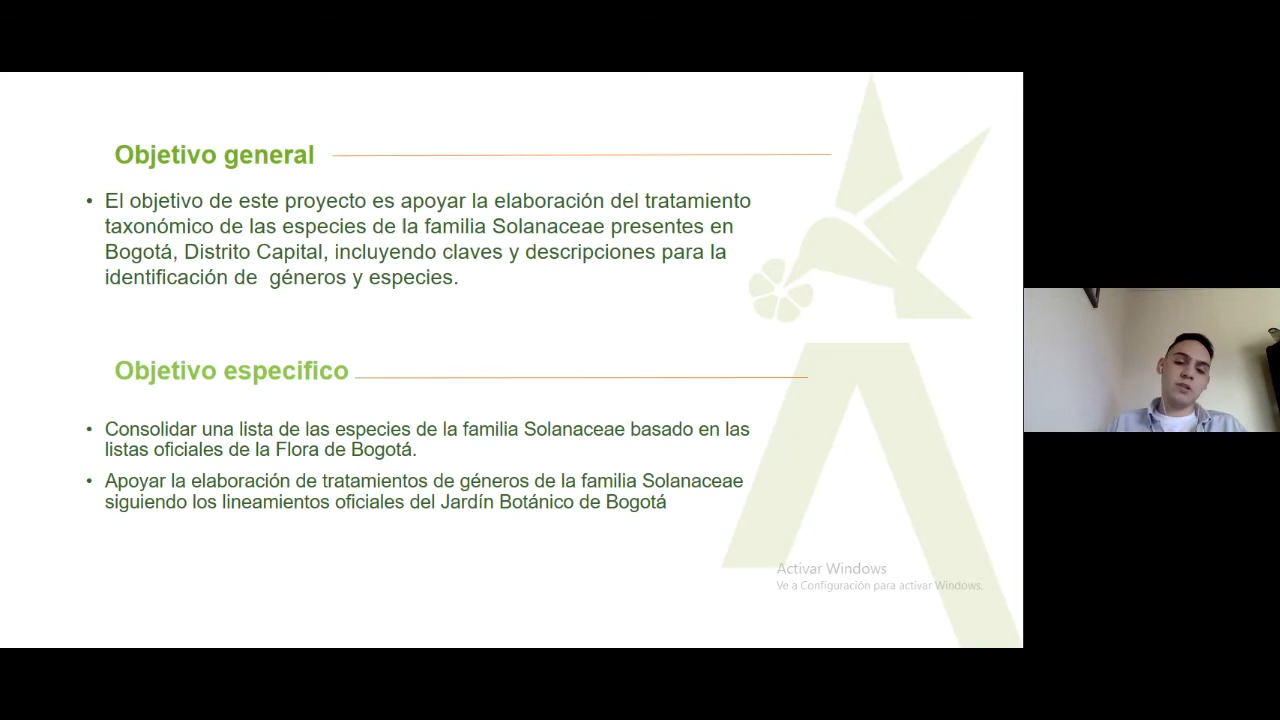 Objetivo general
• El objetivo de este proyecto es apoyar la elaboración del tratamiento
taxonómico de las especies de la familia Solanaceae presentes en
Bogotá, Distrito Capital, incluyendo claves y descripciones para la
identificación de  géneros y especies.
Objetivo especifico
• Consolidar una lista de las especies de la familia Solanaceae basado en las
listas oficiales de la Flora de Bogotá.
• Apoyar la elaboración de tratamientos de géneros de la familia Solanaceae
siguiendo los lineamientos oficiales del Jardín Botánico de Bogotá
Activar Windows
Ve a Configuración para activar Windows.